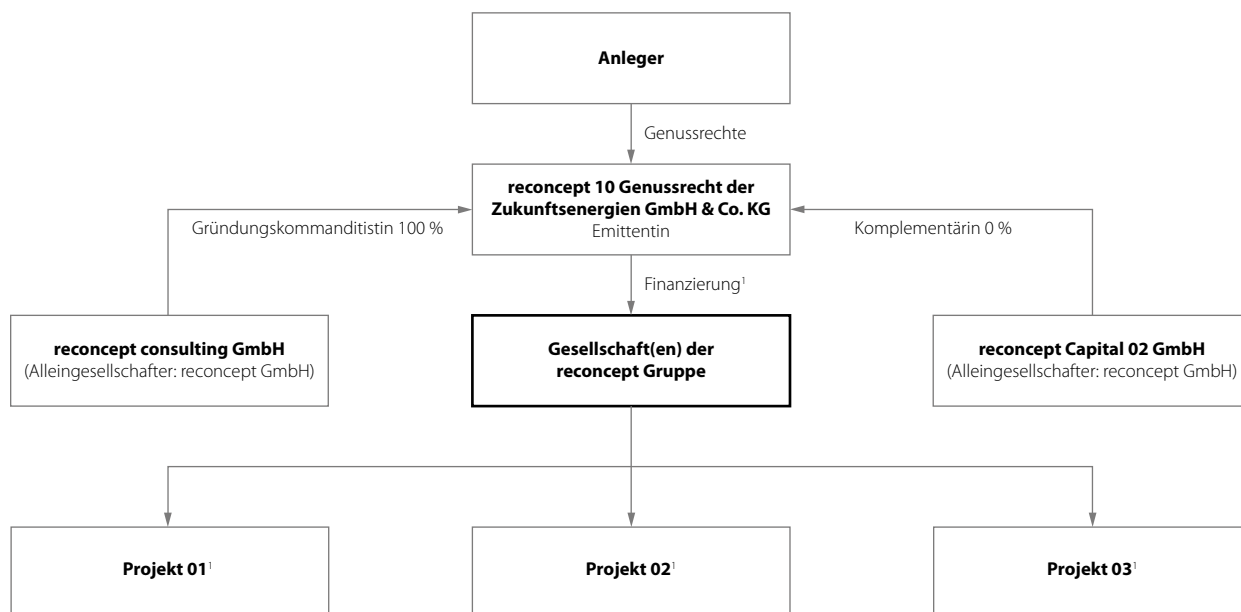 Anleger
Genussrechte
reconcept 10 Genussrecht der
Zukunftsenergien GmbH & Co. KG
Emittentin
Gründungskommanditistin 100 %
Komplementärin 0 %
Finanzierung¹
reconcept consulting GmbH
(Alleingesellschafter: reconcept GmbH)
Gesellschaft(en) der
reconcept Gruppe
reconcept Capital 02 GmbH
(Alleingesellschafter: reconcept GmbH)
Projekt 01¹
Projekt 02¹
Projekt 03¹